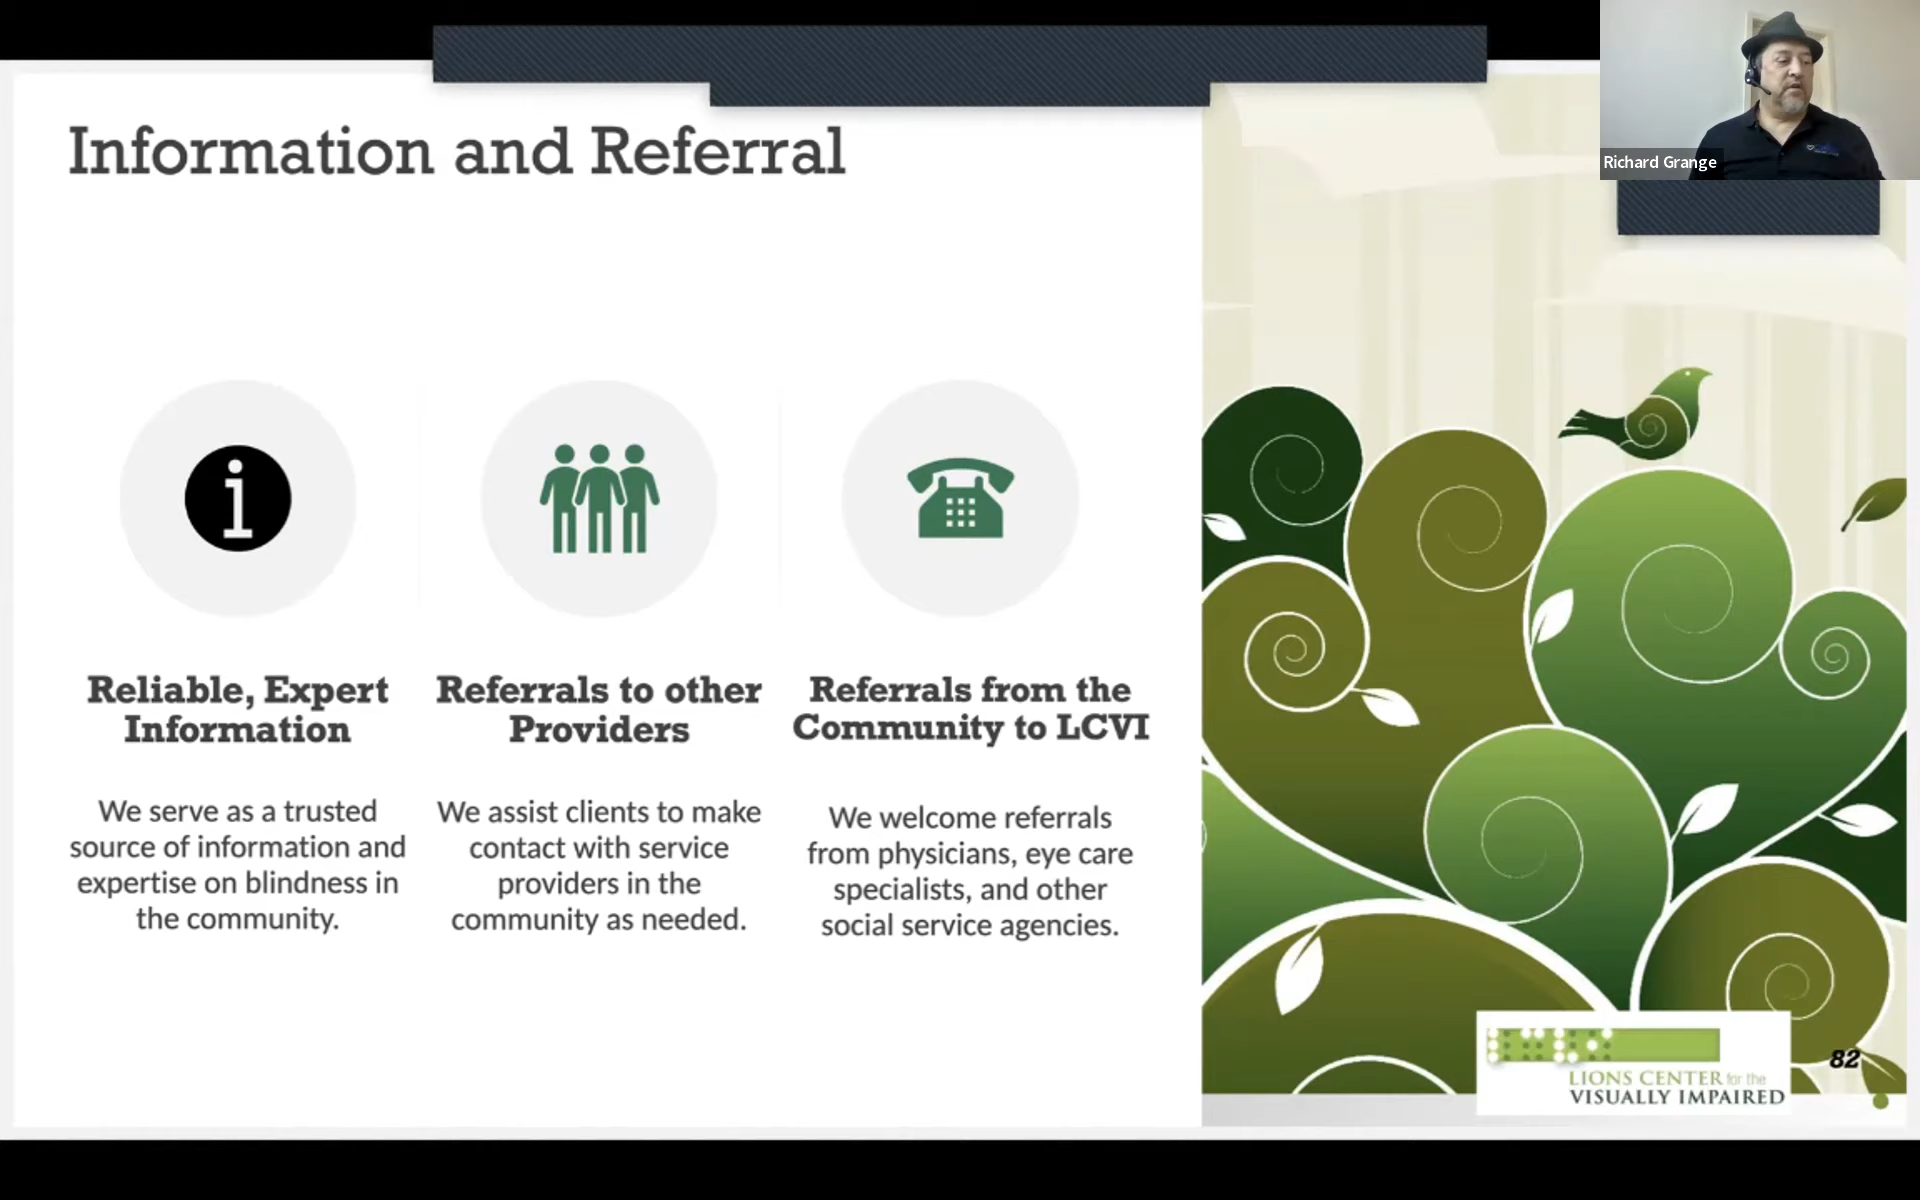 Information and Referral
Richard Grange
Reliable, Expert
Information
We serve as a trusted
source of information and
expertise on blindness in
the community.
Referrals to other
Providers
We assist clients to make
contact with service
providers in the
community as needed.
Referrals from the
Community to LCVI
We welcome referrals
from physicians, eye care
specialists, and other
social service agencies.
LIONS CENTER for the
VISUALLY IMPAIRED
82